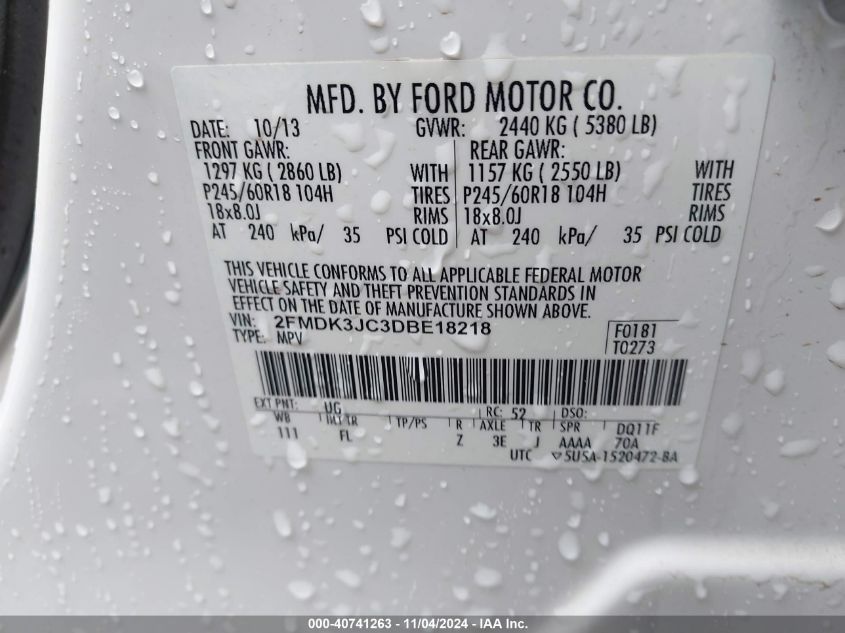 MFD. BY FORD MOTOR CO.
DATE: 10/13 GVWR: 2440 KG ( 5380 LB)
FRONT GAWR: REAR GAWR:
1297 KG ( 2860 LB) WITH 1157 KG ( 2550 LB) WITH
P245/60R18 104H TIRES P245/60R18 104H TIRES
18x8.0J RIMS 18x8.0J RIMS
AT 240 kPa/ 35 PSI COLD AT 240 kPa/ 35 PSI COLD
THIS VEHICLE CONFORMS TO ALL APPLICABLE FEDERAL MOTOR
VEHICLE SAFETY AND THEFT PREVENTION STANDARDS IN
EFFECT ON THE DATE OF MANUFACTURE SHOWN ABOVE.
VIN: 2FMDK3JC3DBE18218 F0181
TYPE: MPV T0273
EXT PNT: UG RC: 52 DSO:
WB INT TR TP/PS R AXLE TR SPR DQ11F
111 FL Z 3E J AAAA 70A
UTC ▽5U5A-1520472-BA
000-40741263 - 11/04/2024 - IAA Inc.